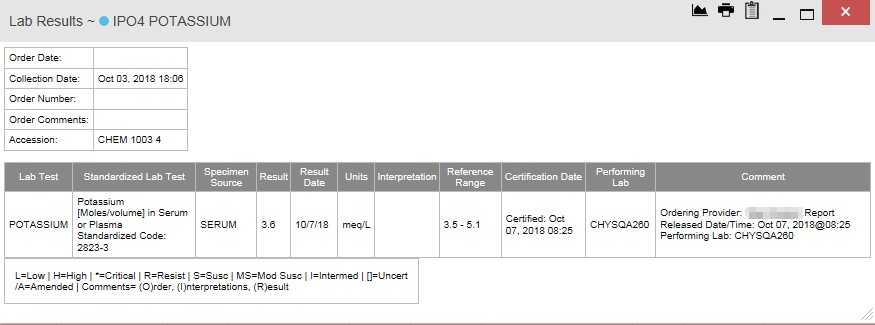 Lab Results ~ IPO4 POTASSIUM
Order Date:
Collection Date: Oct 03, 2018 18:06
Order Number:
Order Comments:
Accession: CHEM 1003 4
Lab Test Standardized Lab Test Specimen Source Result Result Date Units Interpretation Reference Range Certification Date Performing Lab Comment
POTASSIUM
Potassium
[Moles/volume] in Serum
or Plasma
Standardized Code:
2823-3
SERUM
3.6
10/7/18
meq/L
3.5 - 5.1
Certified: Oct
07, 2018 08:25
CHYSQA260
Ordering Provider: Report
Released Date/Time: Oct 07, 2018@08:25
Performing Lab: CHYSQA260
L=Low | H=High | *=Critical | R=Resist | S=Susc | MS=Mod Susc | I=Intermed | []=Uncert
/A=Amended | Comments= (O)rder, (I)nterpretations, (R)esult